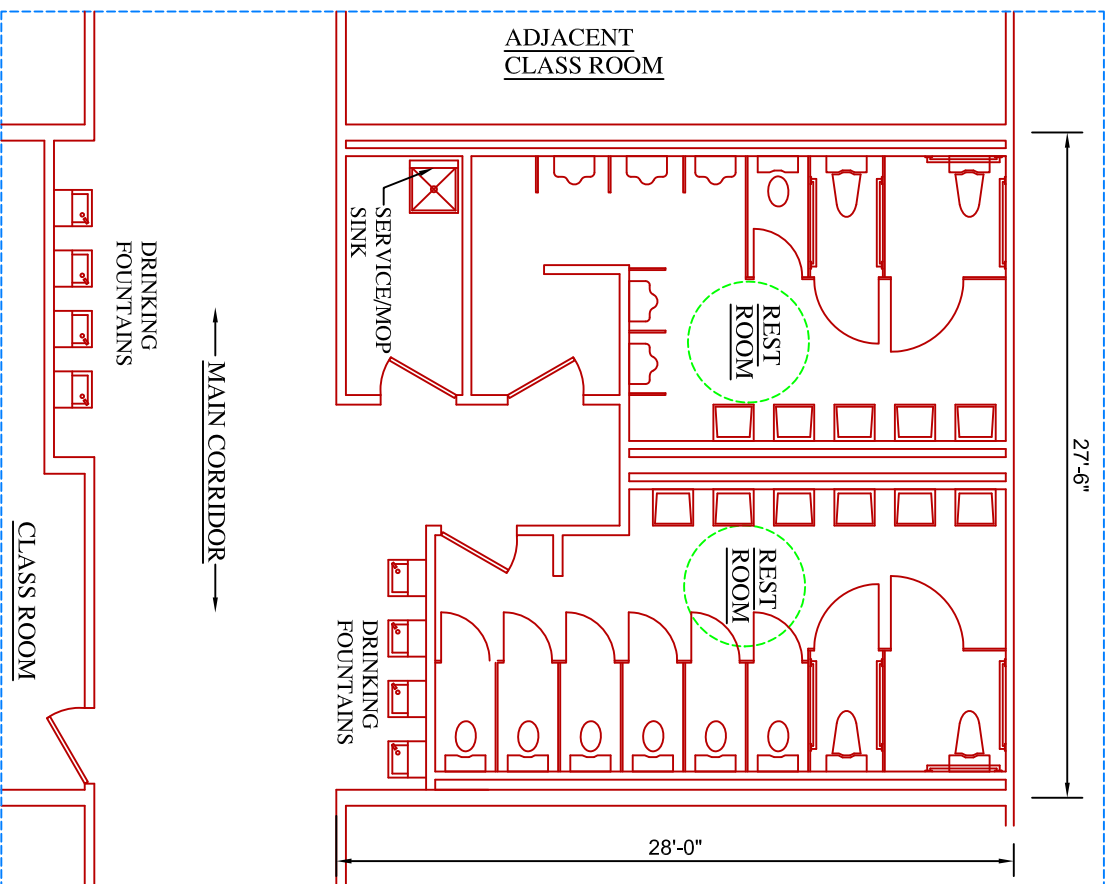 ADJACENT
CLASS ROOM
SERVICE/MOP
SINK
DRINKING
FOUNTAINS
REST
ROOM
MAIN CORRIDOR
27'-6"
CLASS ROOM
REST
ROOM
DRINKING
FOUNTAINS
28'-0"